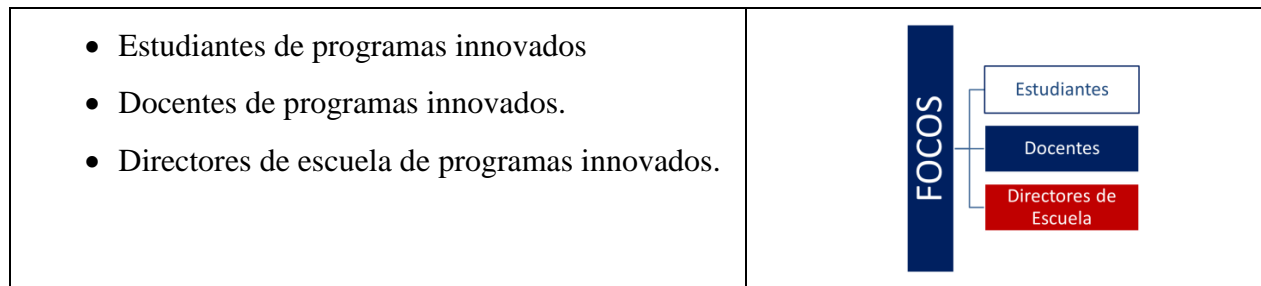 • Estudiantes de programas innovados
• Docentes de programas innovados.
• Directores de escuela de programas innovados.
FOCOS
Estudiantes
Docentes
Directores de
Escuela